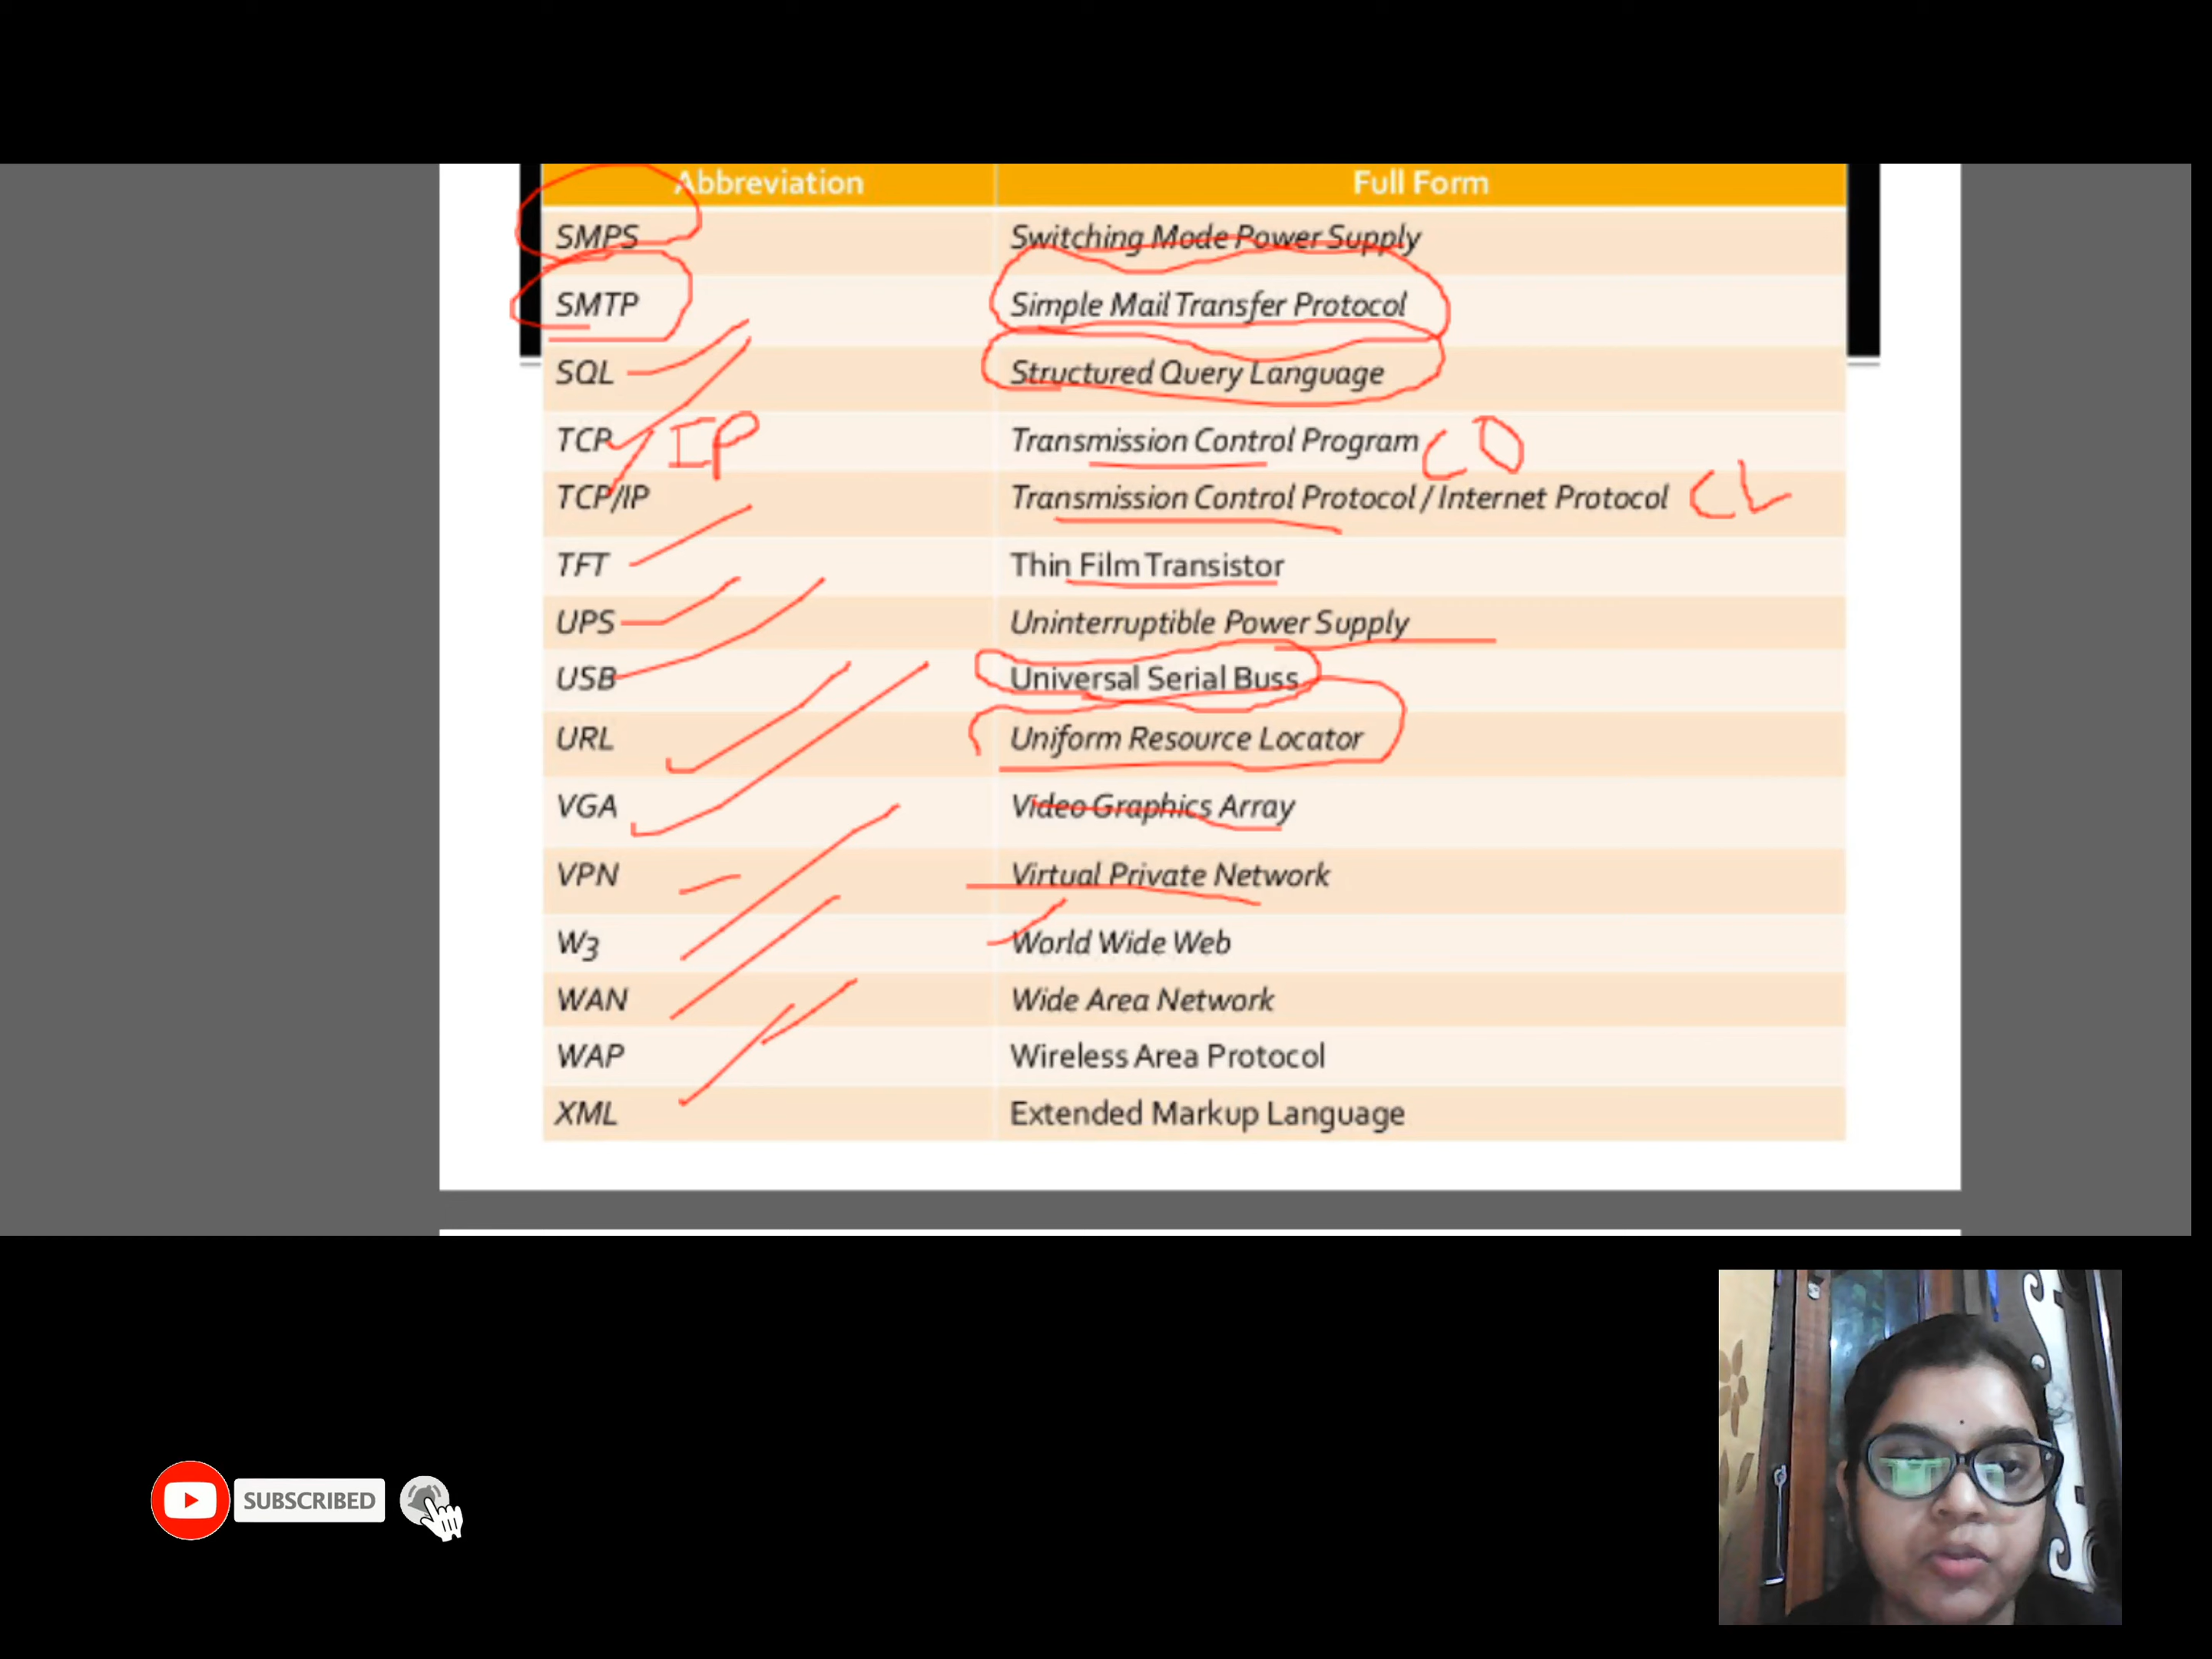 Abbreviation Full Form
SMPS Switching Mode Power Supply
SMTP Simple Mail Transfer Protocol
SQL Structured Query Language
TCP IP Transmission Control Program CO
TCP/IP Transmission Control Protocol / Internet Protocol CL
TFT Thin Film Transistor
UPS Uninterruptible Power Supply
USB Universal Serial Buss
URL Uniform Resource Locator
VGA Video Graphics Array
VPN Virtual Private Network
W3 World Wide Web
WAN Wide Area Network
WAP Wireless Area Protocol
XML Extended Markup Language
SUBSCRIBED